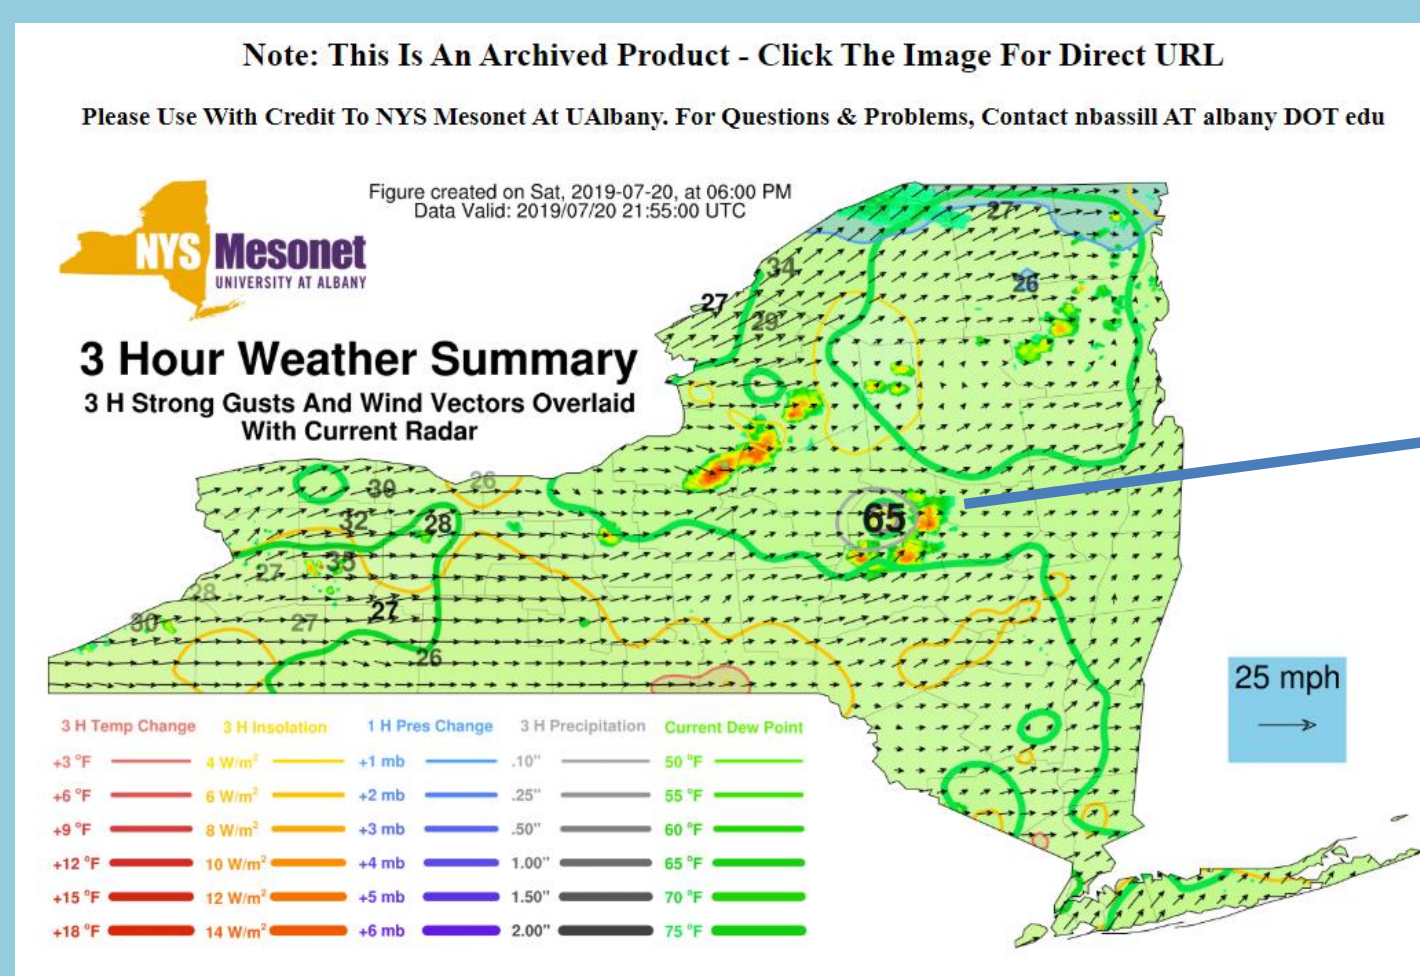 Note: This Is An Archived Product - Click The Image For Direct URL
Please Use With Credit To NYS Mesonet At UAlbany. For Questions & Problems, Contact nbassill AT albany DOT edu
Figure created on Sat, 2019-07-20, at 06:00 PM
Data Valid: 2019/07/20 21:55:00 UTC
NYS Mesonet
UNIVERSITY AT ALBANY
3 Hour Weather Summary
3 H Strong Gusts And Wind Vectors Overlaid
With Current Radar
27
26
34
27
29
26
30
65
32
28
35
27
28
27
30
27
26
25 mph
3 H Temp Change 3 H Insolation 1 H Pres Change 3 H Precipitation Current Dew Point
+3 °F 4 W/m² +1 mb .10" 50 °F
+6 °F 6 W/m² +2 mb .25" 55 °F
+9 °F 8 W/m² +3 mb .50" 60 °F
+12 °F 10 W/m² +4 mb 1.00" 65 °F
+15 °F 12 W/m² +5 mb 1.50" 70 °F
+18 °F 14 W/m² +6 mb 2.00" 75 °F